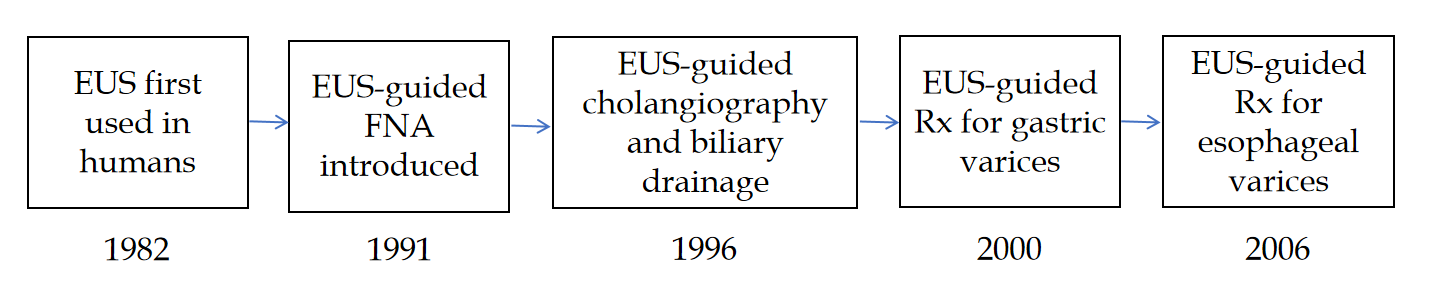 EUS first
used in
humans
EUS-guided
FNA
introduced
EUS-guided
cholangiography
and biliary
drainage
EUS-guided
Rx for gastric
varices
EUS-guided
Rx for
esophageal
varices
1982
1991
1996
2000
2006